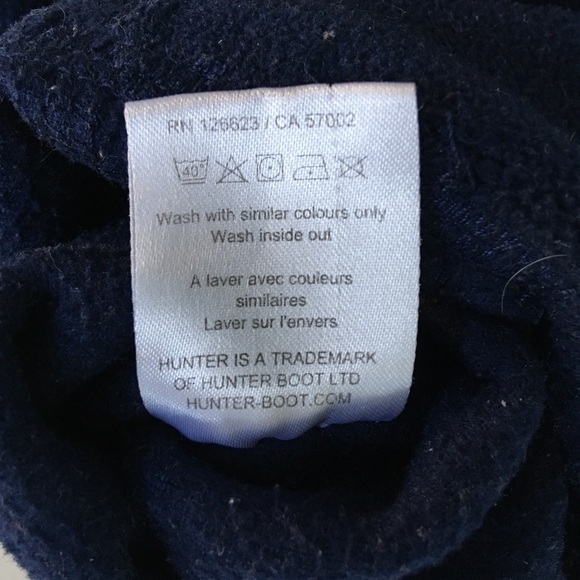 RN 126623 / CA 57002
40°
Wash with similar colours only
Wash inside out
A laver avec couleurs
similaires
Laver sur l'envers
HUNTER IS A TRADEMARK
OF HUNTER BOOT LTD
HUNTER-BOOT.COM